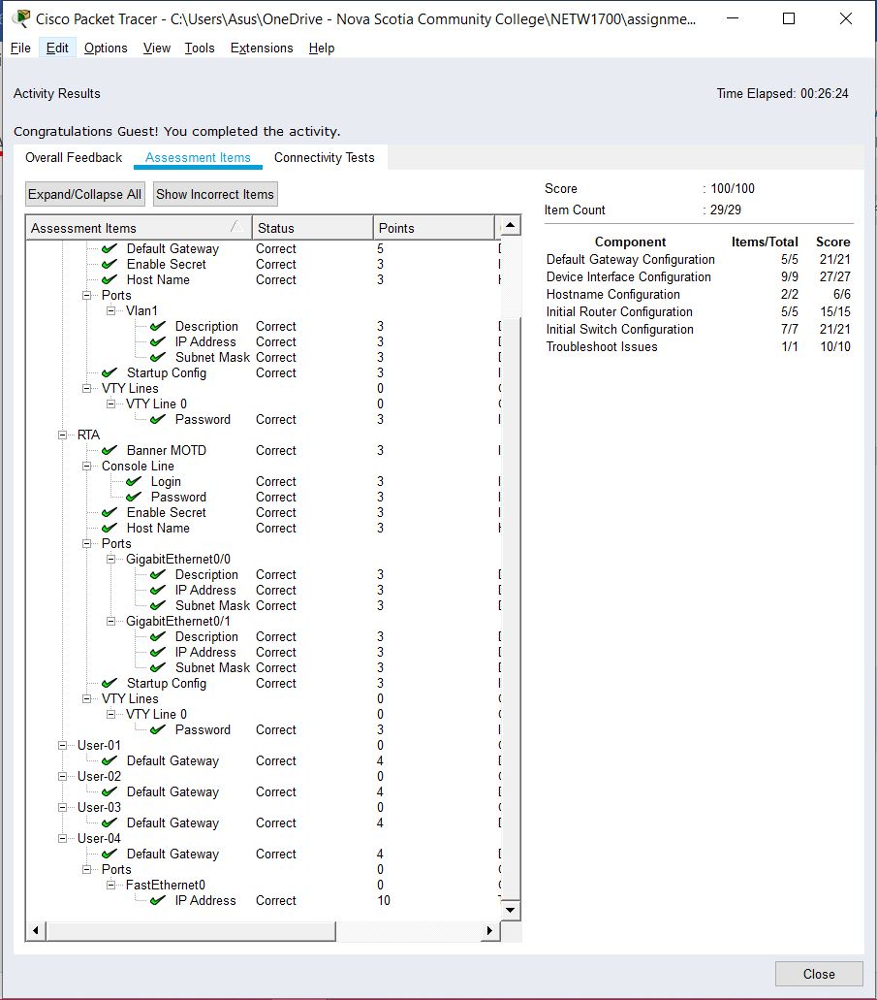 Cisco Packet Tracer - C:\Users\Asus\OneDrive - Nova Scotia Community College\NETW1700\assignme...
File Edit Options View Tools Extensions Help
Activity Results
Time Elapsed: 00:26:24
Congratulations Guest! You completed the activity.
Overall Feedback Assessment Items Connectivity Tests
Expand/Collapse All Show Incorrect Items
Assessment Items Status Points
Default Gateway Correct 5
Enable Secret Correct 3
Host Name Correct 3
Ports
Vlan1
Description Correct 3
IP Address Correct 3
Subnet Mask Correct 3
Startup Config Correct 3
VTY Lines 0
VTY Line 0 0
Password Correct 3
RTA
Banner MOTD Correct 3
Console Line
Login Correct 3
Password Correct 3
Enable Secret Correct 3
Host Name Correct 3
Ports
GigabitEthernet0/0
Description Correct 3
IP Address Correct 3
Subnet Mask Correct 3
GigabitEthernet0/1
Description Correct 3
IP Address Correct 3
Subnet Mask Correct 3
Startup Config Correct 3
VTY Lines 0
VTY Line 0 0
Password Correct 3
User-01 0
Default Gateway Correct 4
User-02 0
Default Gateway Correct 4
User-03 0
Default Gateway Correct 4
User-04 0
Default Gateway Correct 4
Ports 0
FastEthernet0 0
IP Address Correct 10
Score : 100/100
Item Count : 29/29
Component Items/Total Score
Default Gateway Configuration 5/5 21/21
Device Interface Configuration 9/9 27/27
Hostname Configuration 2/2 6/6
Initial Router Configuration 5/5 15/15
Initial Switch Configuration 7/7 21/21
Troubleshoot Issues 1/1 10/10
Close